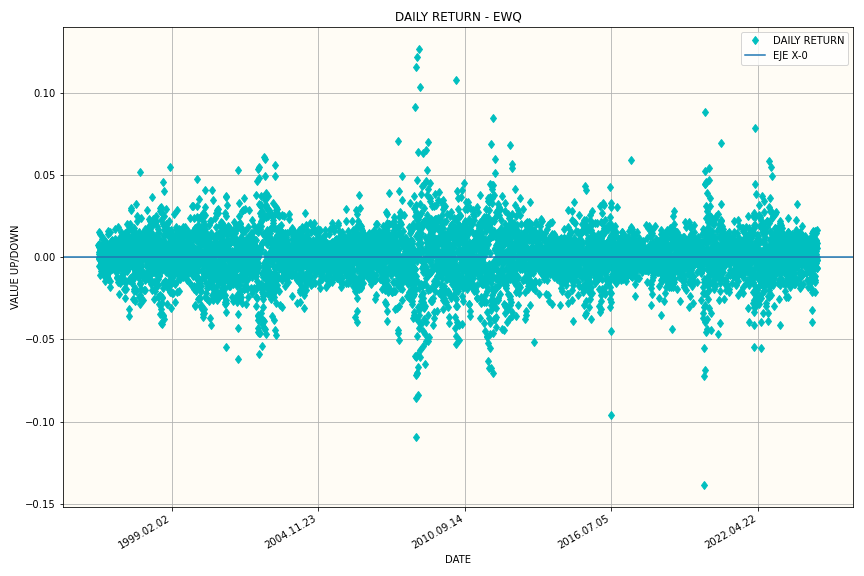 DAILY RETURN - EWQ
DAILY RETURN
EJE X-0
0.10
0.05
0.00
−0.05
−0.10
−0.15
VALUE UP/DOWN
1999.02.02
2004.11.23
2010.09.14
2016.07.05
2022.04.22
DATE